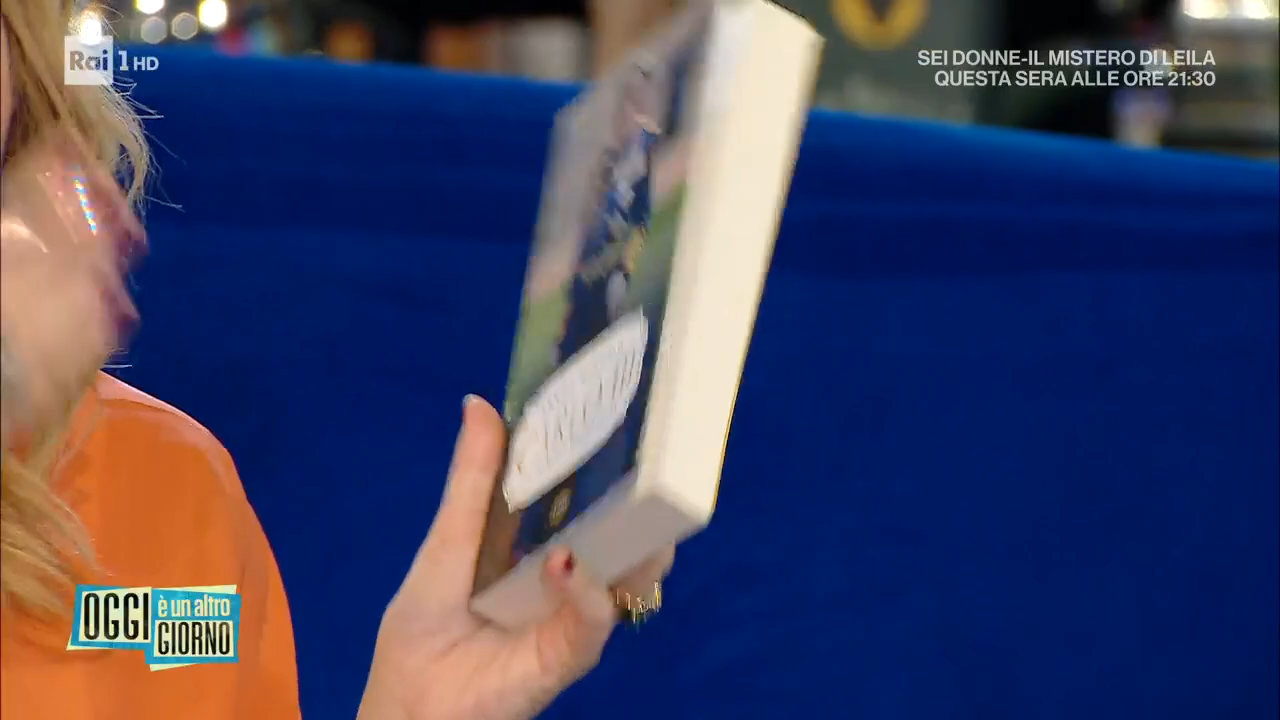 Rai 1 HD
SEI DONNE-IL MISTERO DI LEILA
QUESTA SERA ALLE ORE 21:30
OGGI
è un altro
GIORNO